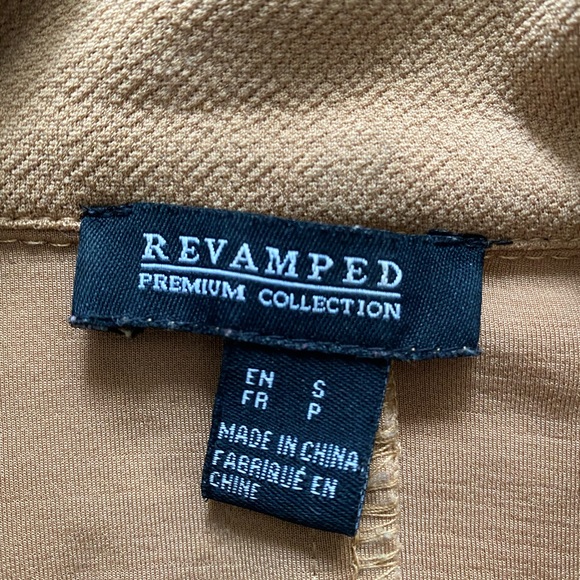 REVAMPED
PREMIUM COLLECTION
EN S
FR P
MADE IN CHINA
FABRIQUÉ EN
CHINE